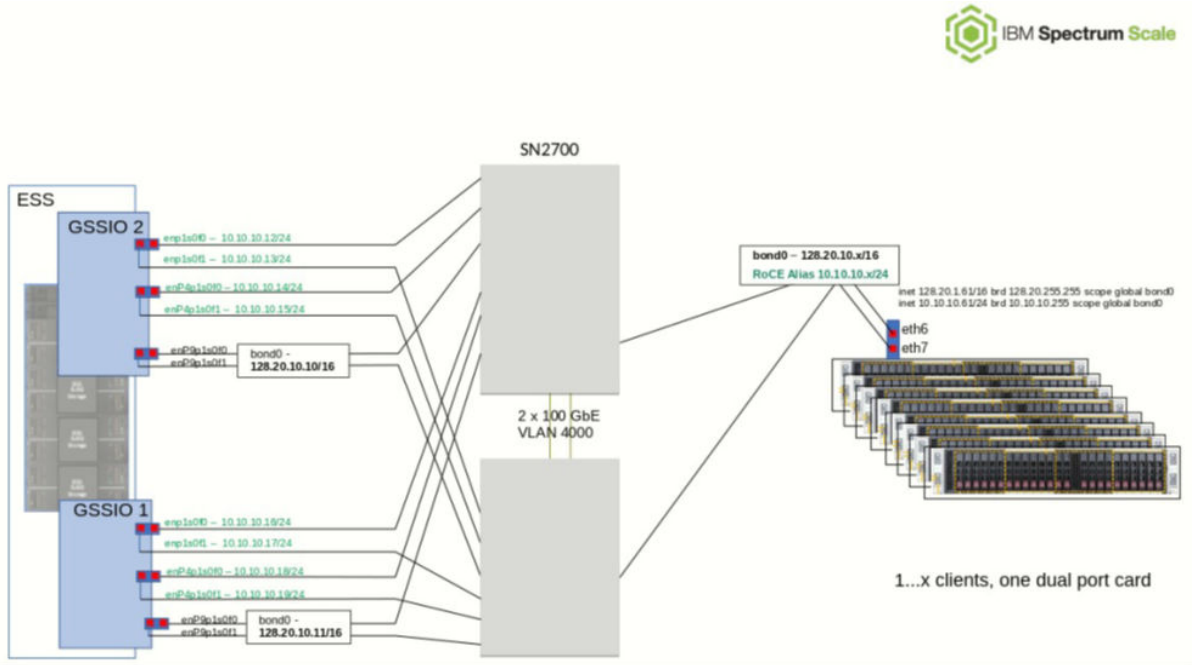 IBM Spectrum Scale
SN2700
ESS
GSSIO 2
enp1s0f0 – 10.10.10.12/24
enp1s0f1 – 10.10.10.13/24
enP4p1s0f0 – 10.10.10.14/24
enP4p1s0f1 – 10.10.10.15/24
enP9p1s0f0
enP9p1s0f1
bond0 -
128.20.10.10/16
bond0 – 128.20.10.x/16
RoCE Alias 10.10.10.x/24
inet 128.20.1.61/16 brd 128.20.255.255 scope global bond0
inet 10.10.10.61/24 brd 10.10.10.255 scope global bond0
eth6
eth7
2 x 100 GbE
VLAN 4000
GSSIO 1
enp1s0f0 – 10.10.10.16/24
enp1s0f1 – 10.10.10.17/24
enP4p1s0f0 – 10.10.10.18/24
enP4p1s0f1 – 10.10.10.19/24
enP9p1s0f0
enP9p1s0f1
bond0 -
128.20.10.11/16
1...x clients, one dual port card